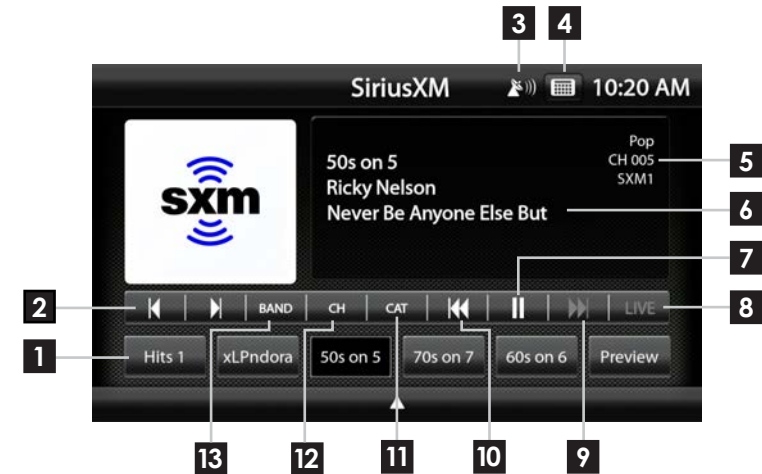 3 4
SiriusXM 10:20 AM
sxm
Pop
CH 005
SXM1
50s on 5
Ricky Nelson
Never Be Anyone Else But
5
6
7
2 BAND CH CAT LIVE 8
1 Hits 1 xLPndora 50s on 5 70s on 7 60s on 6 Preview
13 12 11 10 9